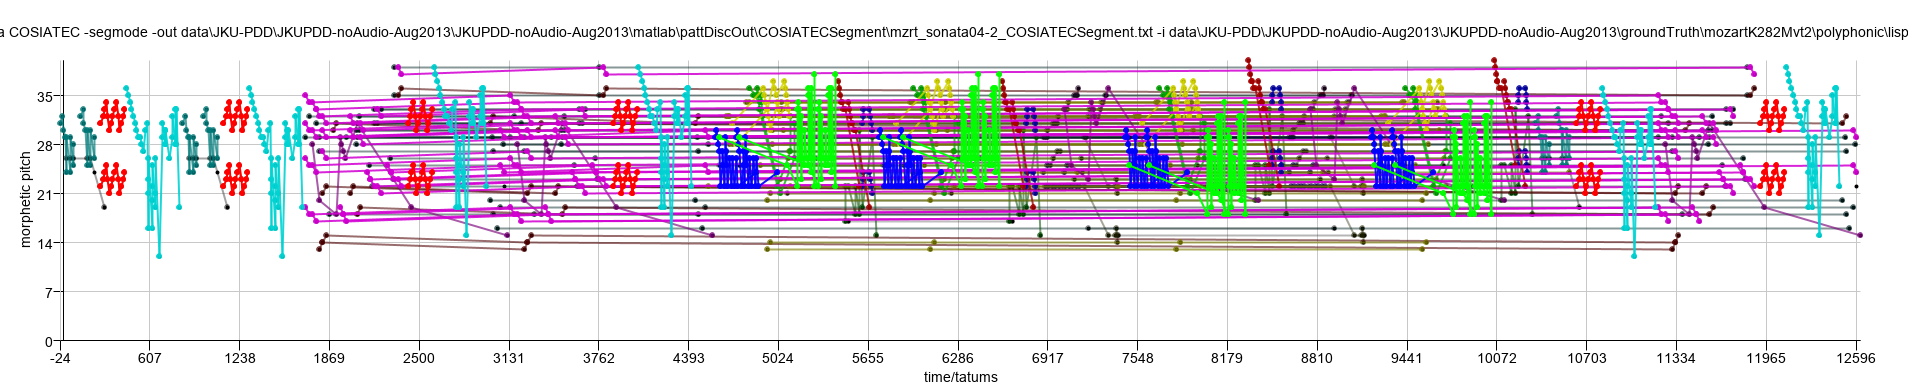 a COSIATEC -segmode -out data\JKU-PDD\JKUPDD-noAudio-Aug2013\JKUPDD-noAudio-Aug2013\matlab\pattDiscOut\COSIATECSegment\mzrt_sonata04-2_COSIATECSegment.txt -i data\JKU-PDD\JKUPDD-noAudio-Aug2013\JKUPDD-noAudio-Aug2013\groundTruth\mozartK282Mvt2\polyphonic\lisp
35
28
21
14
7
0
morphetic pitch
-24 607 1238 1869 2500 3131 3762 4393 5024 5655 6286 6917 7548 8179 8810 9441 10072 10703 11334 11965 12596
time/tatums